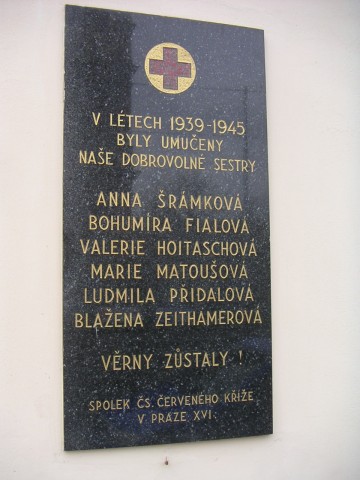 V LÉTECH 1939-1945
BYLY UMUČENY
NAŠE DOBROVOLNÉ SESTRY
ANNA ŠRÁMKOVÁ
BOHUMÍRA FIALOVÁ
VALERIE HOITASCHOVÁ
MARIE MATOUŠOVÁ
LUDMILA PŘIDALOVÁ
BLAŽENA ZEITHAMEROVÁ
VĚRNY ZŮSTALY !
SPOLEK ČS. ČERVENÉHO KŘÍŽE
V PRAZE XVI.